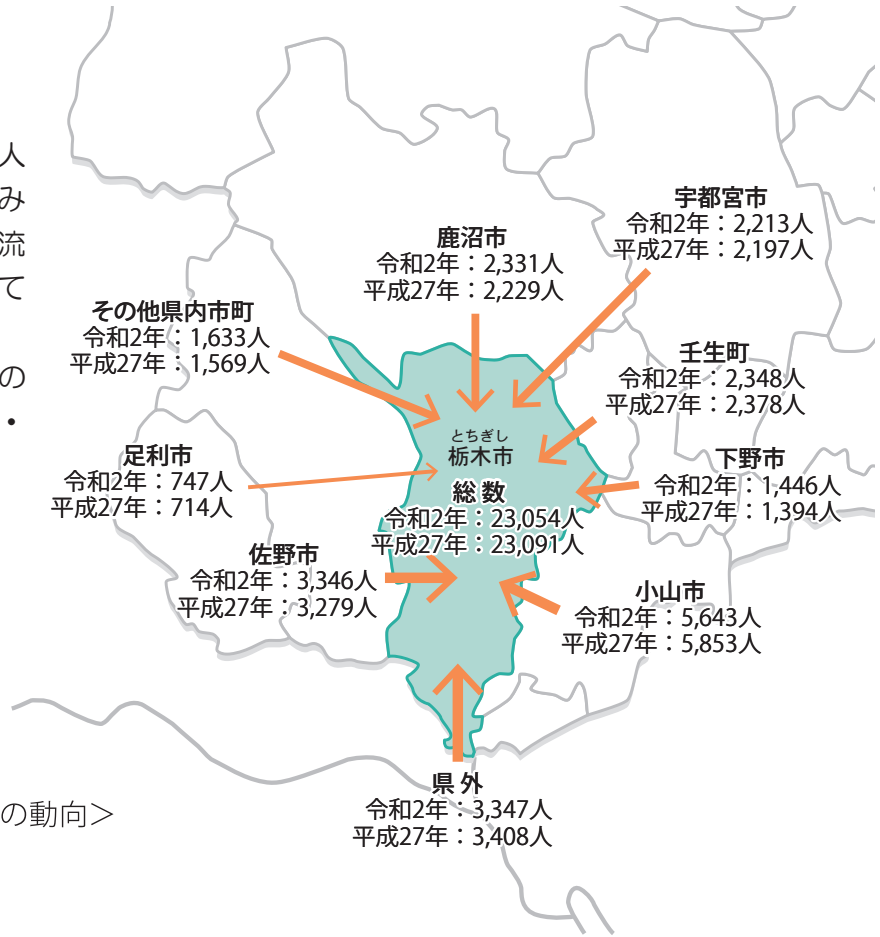 人
み
流
て
の
・
宇都宮市
令和2年：2,213人
平成27年：2,197人
鹿沼市
令和2年：2,331人
平成27年：2,229人
その他県内市町
令和2年：1,633人
平成27年：1,569人
壬生町
令和2年：2,348人
平成27年：2,378人
とちぎし
栃木市
総数
令和2年：23,054人
平成27年：23,091人
足利市
令和2年：747人
平成27年：714人
下野市
令和2年：1,446人
平成27年：1,394人
佐野市
令和2年：3,346人
平成27年：3,279人
小山市
令和2年：5,643人
平成27年：5,853人
県外
令和2年：3,347人
平成27年：3,408人
の動向＞